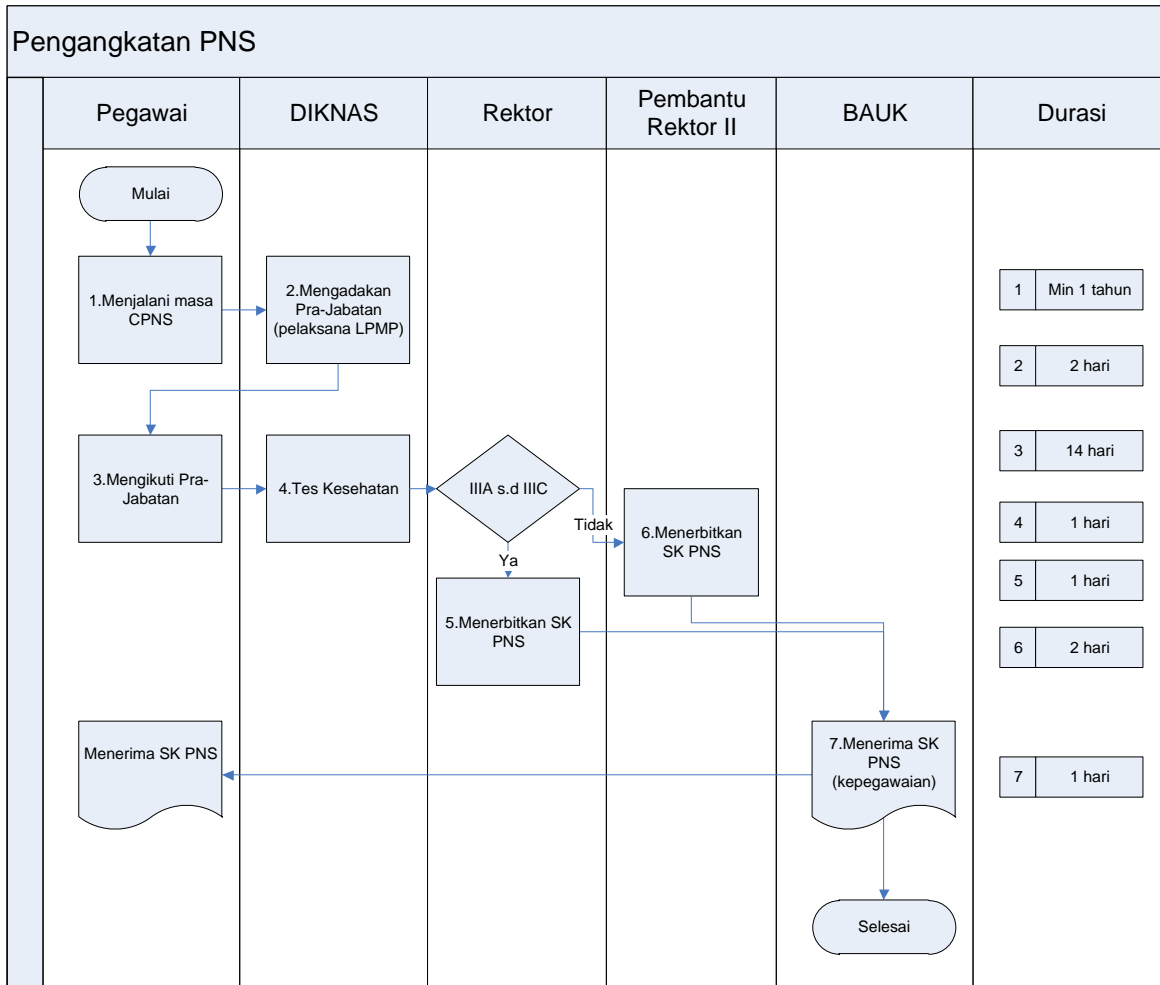 Pengangkatan PNS
Pegawai
DIKNAS
Rektor
Pembantu
Rektor II
BAUK
Durasi
Mulai
1.Menjalani masa
CPNS
2.Mengadakan
Pra-Jabatan
(pelaksana LPMP)
1
Min 1 tahun
2
2 hari
3.Mengikuti Pra-
Jabatan
4.Tes Kesehatan
IIIA s.d IIIC
Tidak
Ya
6.Menerbitkan
SK PNS
3
14 hari
4
1 hari
5.Menerbitkan SK
PNS
5
1 hari
6
2 hari
Menerima SK PNS
7.Menerima SK
PNS
(kepegawaian)
7
1 hari
Selesai